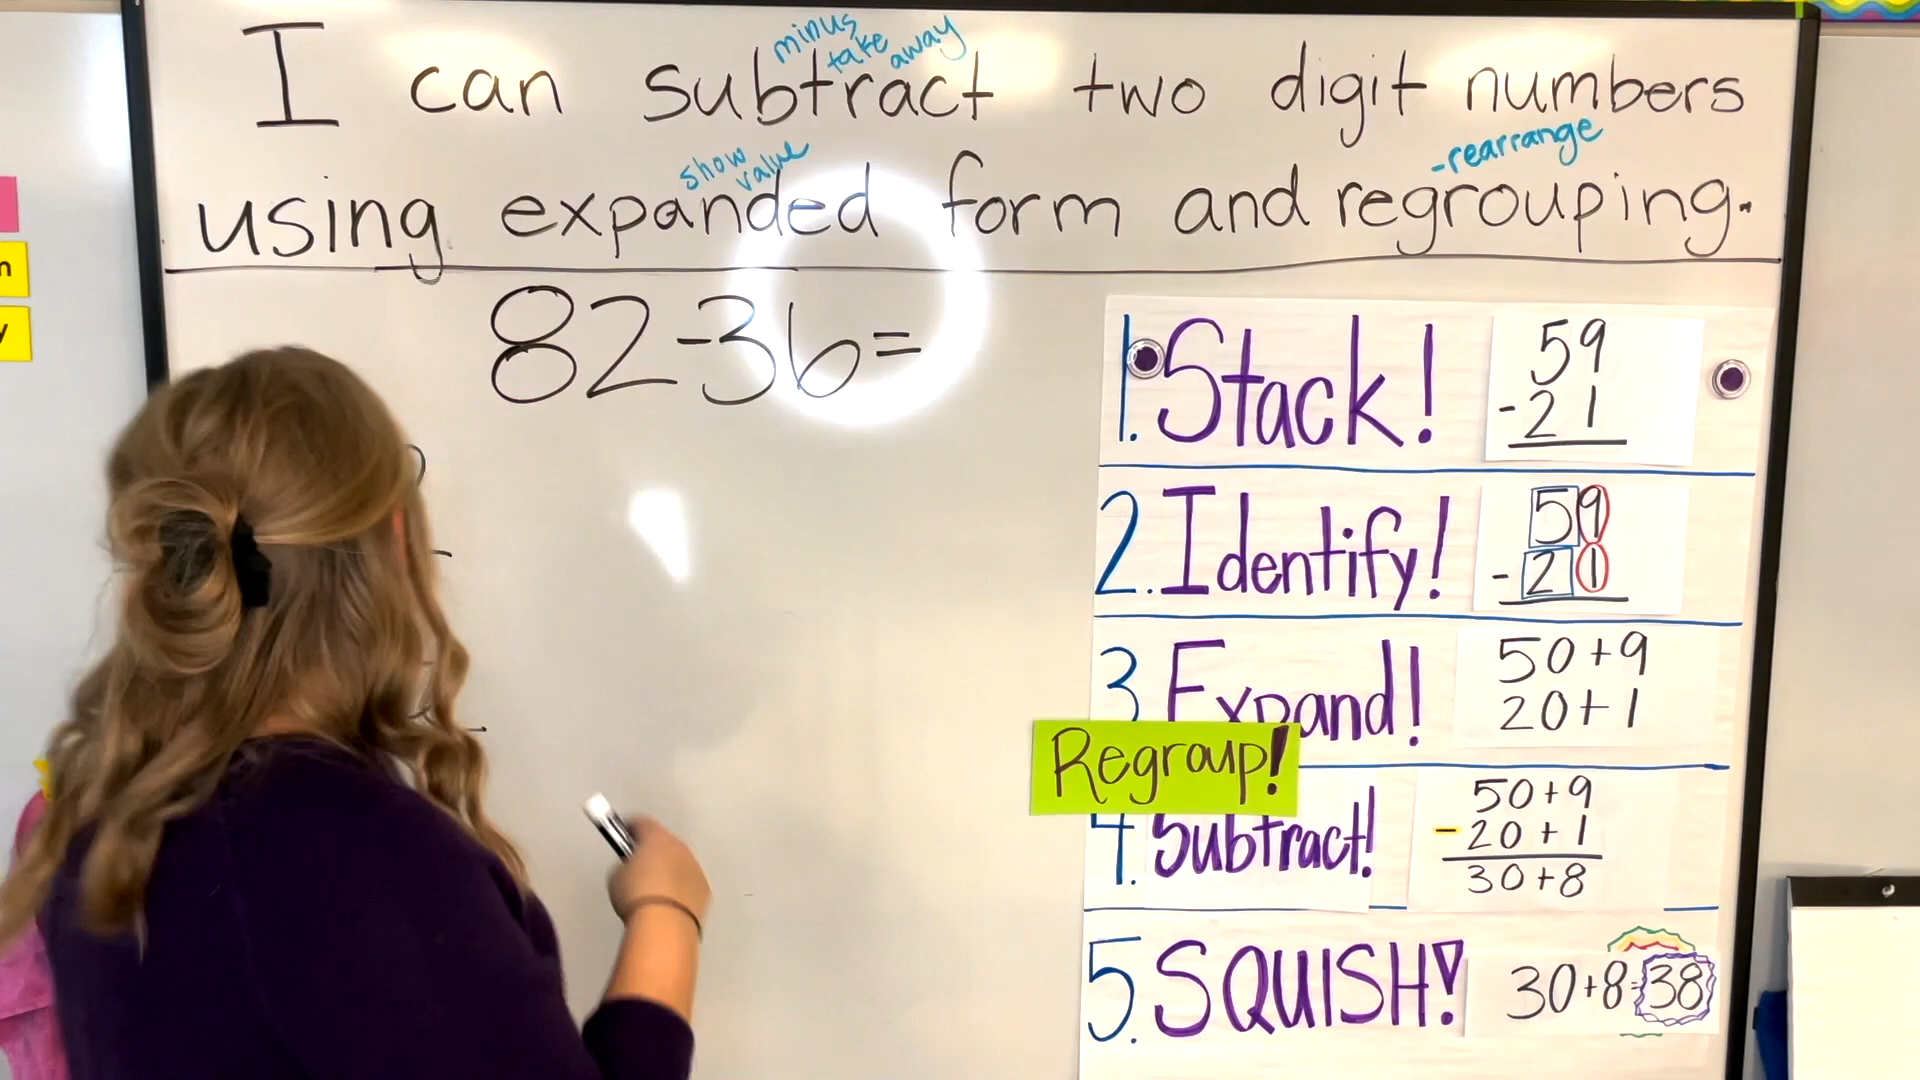 I can subtract two digit numbers
minus
take away
using expanded form and regrouping.
show
value
-rearrange
82-36=
1. Stack!
59
-21
2. Identify!
59
-21
3 Expand!
50+9
20+1
Regroup!
4. Subtract!
50+9
-20+1
30+8
5. SQUISH!
30+8=38
n
y